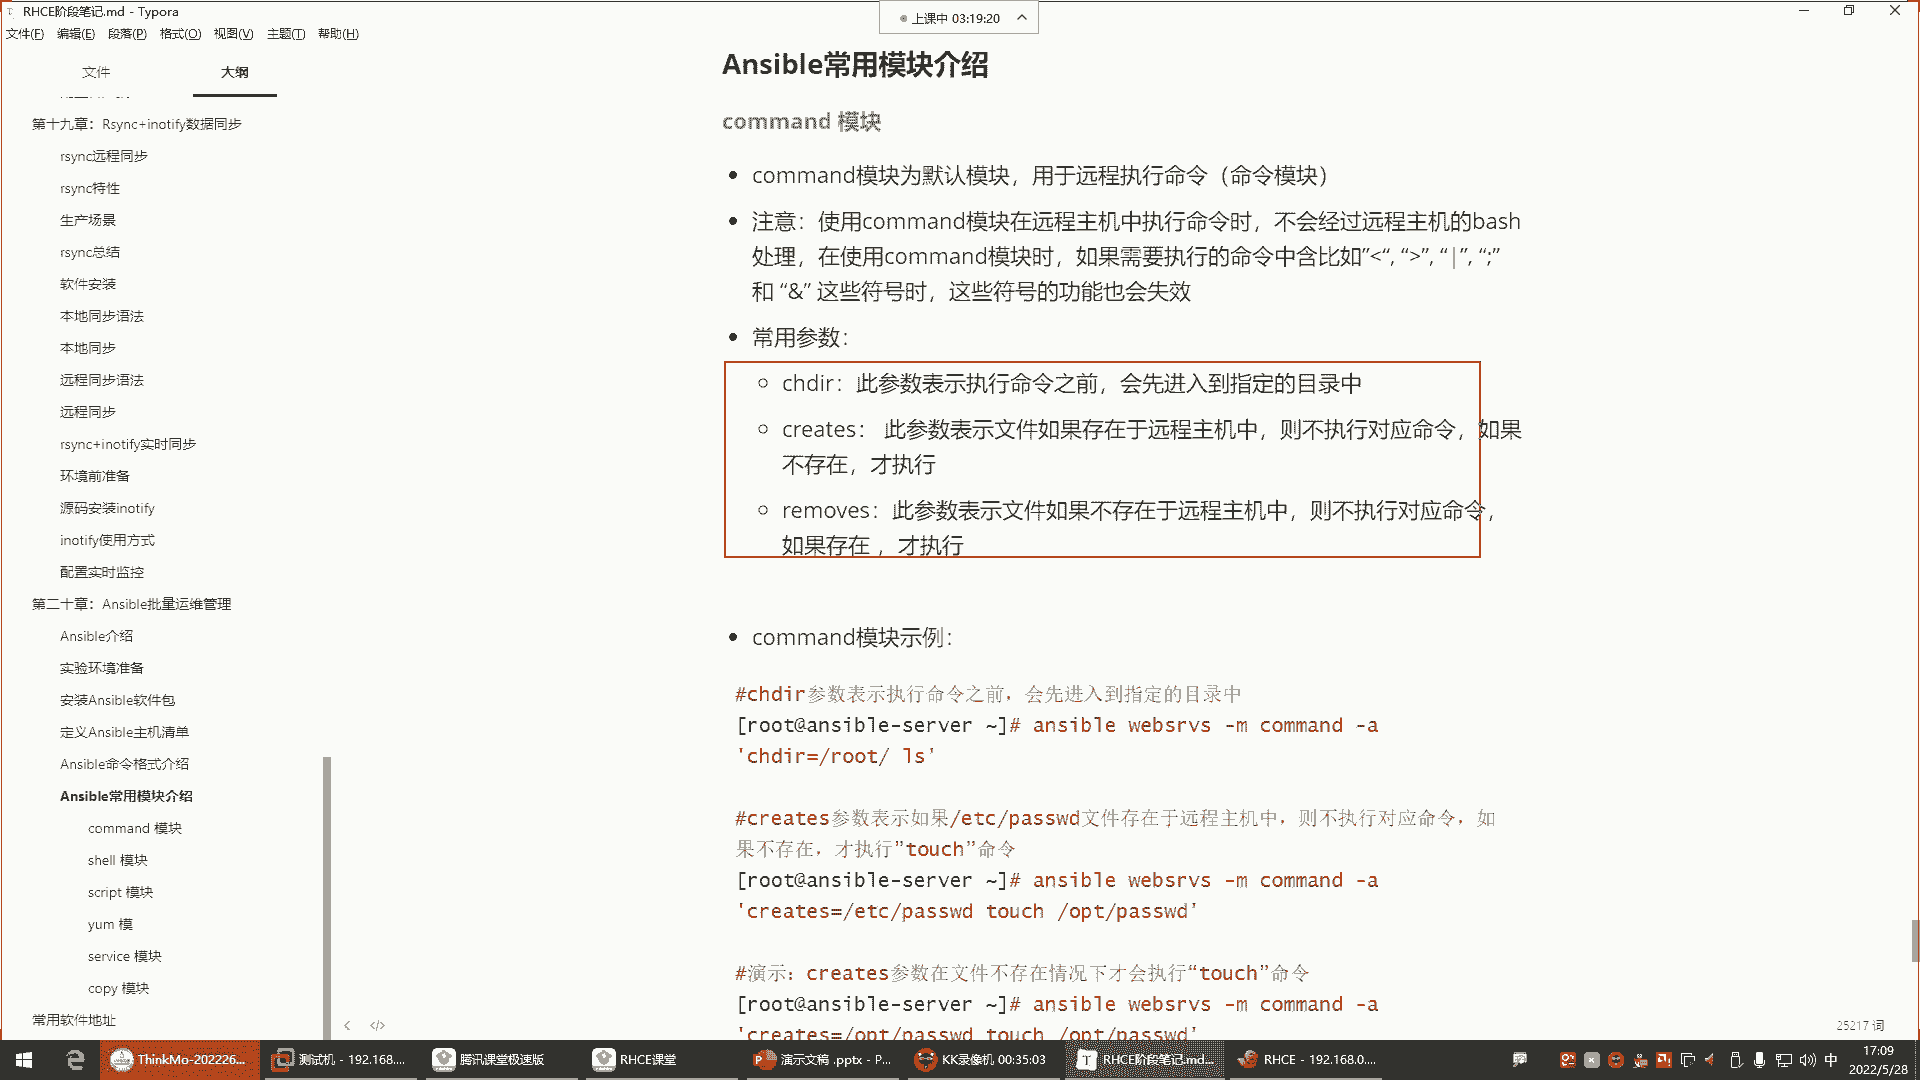 RHCE阶段笔记.md - Typora
上课中 03:19:20
文件(F) 编辑(E) 段落(P) 格式(O) 视图(V) 主题(T) 帮助(H)
文件 大纲
第十九章：Rsync+inotify数据同步
rsync远程同步
rsync特性
生产场景
rsync总结
软件安装
本地同步语法
本地同步
远程同步语法
远程同步
rsync+inotify实时同步
环境前准备
源码安装inotify
inotify使用方式
配置实时监控
第二十章：Ansible批量运维管理
Ansible介绍
实验环境准备
安装Ansible软件包
定义Ansible主机清单
Ansible命令格式介绍
Ansible常用模块介绍
command 模块
shell 模块
script 模块
yum 模
service 模块
copy 模块
常用软件地址
Ansible常用模块介绍
command 模块
command模块为默认模块，用于远程执行命令（命令模块）
注意：使用command模块在远程主机中执行命令时，不会经过远程主机的bash
处理，在使用command模块时，如果需要执行的命令中含比如”<“, “>”, “|”, “;”
和 “&” 这些符号时，这些符号的功能也会失效
常用参数：
chdir：此参数表示执行命令之前，会先进入到指定的目录中
creates： 此参数表示文件如果存在于远程主机中，则不执行对应命令，如果
不存在，才执行
removes：此参数表示文件如果不存在于远程主机中，则不执行对应命令，
如果存在 ，才执行
command模块示例：
#chdir参数表示执行命令之前，会先进入到指定的目录中
[root@ansible-server ~]# ansible websrvs -m command -a
'chdir=/root/ ls'
#creates参数表示如果/etc/passwd文件存在于远程主机中，则不执行对应命令，如
果不存在，才执行”touch”命令
[root@ansible-server ~]# ansible websrvs -m command -a
'creates=/etc/passwd touch /opt/passwd'
#演示：creates参数在文件不存在情况下才会执行“touch”命令
[root@ansible-server ~]# ansible websrvs -m command -a
'creates=/opt/passwd touch /opt/passwd'
25217 词
ThinkMo-202226... 测试机 - 192.168.... 腾讯课堂极速版 RHCE课堂 演示文稿 .pptx - P... KK录像机 00:35:03 RHCE阶段笔记.md... RHCE - 192.168.0....
中
17:09
2022/5/28